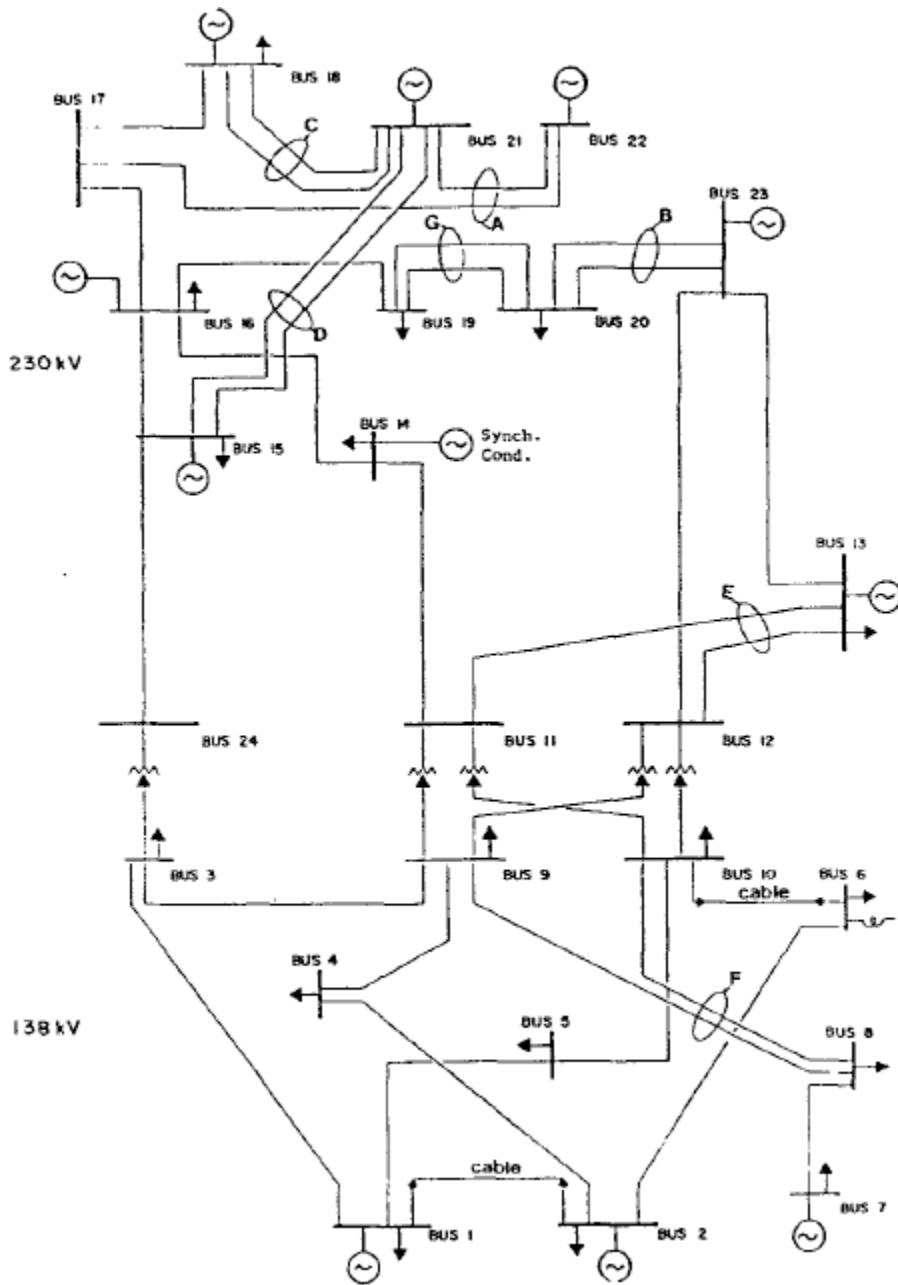 BUS 18
BUS 17
C
BUS 21
BUS 22
BUS 23
A
G
B
BUS 16
D
BUS 19
BUS 20
230 kV
BUS 15
BUS 14
Synch.
Cond.
BUS 13
E
BUS 24
BUS 11
BUS 12
BUS 3
BUS 9
BUS 10
cable
BUS 6
BUS 4
F
138 kV
BUS 5
BUS 8
cable
BUS 1
BUS 2
BUS 7